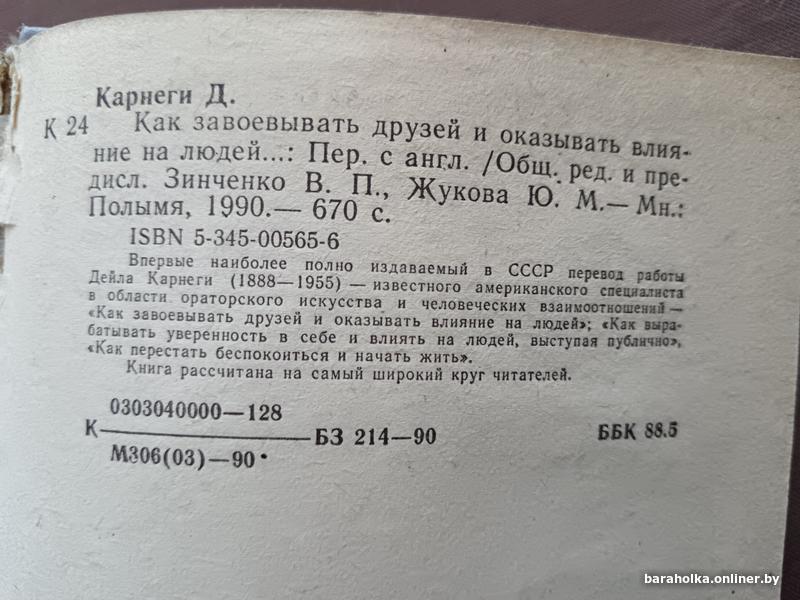 Карнеги Д.
К 24 Как завоевывать друзей и оказывать влия-
ние на людей...: Пер. с англ. /Общ. ред. и пре-
дисл. Зинченко В. П., Жукова Ю. М.— Мн.:
Полымя, 1990.— 670 с.
ISBN 5-345-00565-6
Впервые наиболее полно издаваемый в СССР перевод работы
Дейла Карнеги (1888—1955) — известного американского специалиста
в области ораторского искусства и человеческих взаимоотношений —
«Как завоевывать друзей и оказывать влияние на людей»; «Как выра-
батывать уверенность в себе и влиять на людей, выступая публично»,
«Как перестать беспокоиться и начать жить».
Книга рассчитана на самый широкий круг читателей.
0303040000—128
К————БЗ 214—90 ББК 88.5
М306(03)—90
baraholka.onliner.by